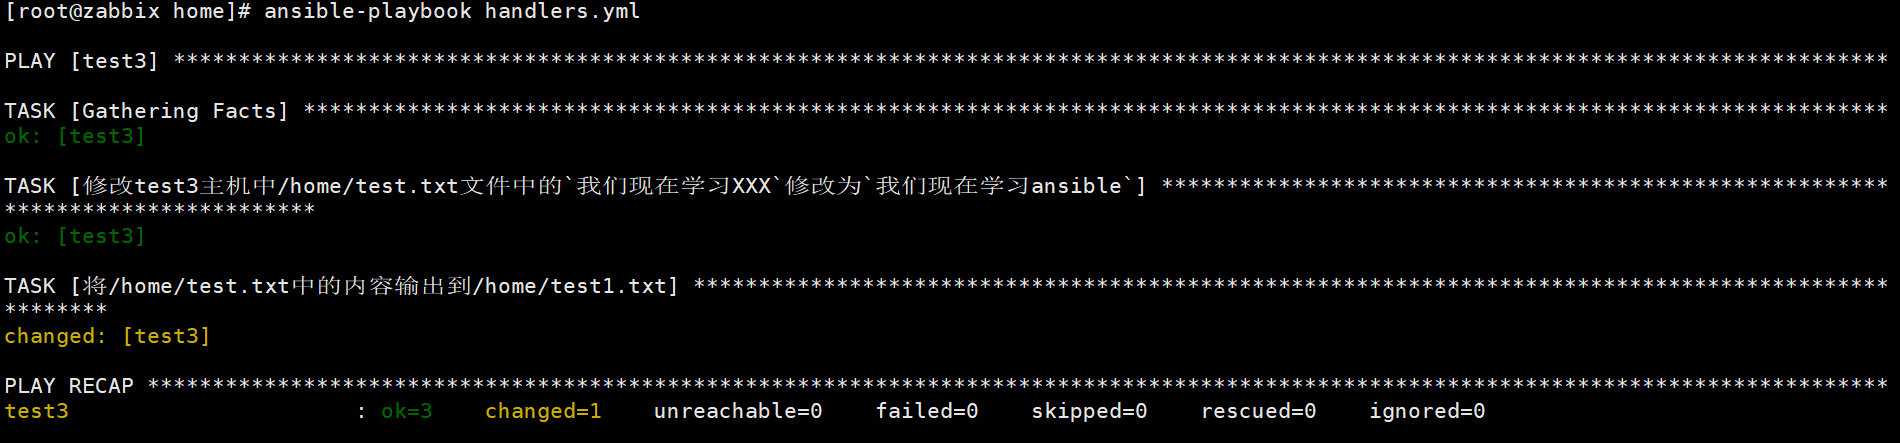 [root@zabbix home]# ansible-playbook handlers.yml
PLAY [test3] ************************************************************************************************************************************
TASK [Gathering Facts] **************************************************************************************************************************
ok: [test3]
TASK [修改test3主机中/home/test.txt文件中的`我们现在学习XXX`修改为`我们现在学习ansible`] ********************************************************
************************
ok: [test3]
TASK [将/home/test.txt中的内容输出到/home/test1.txt] ********************************************************************************************
********
changed: [test3]
PLAY RECAP **************************************************************************************************************************************
test3                      : ok=3    changed=1    unreachable=0    failed=0    skipped=0    rescued=0    ignored=0